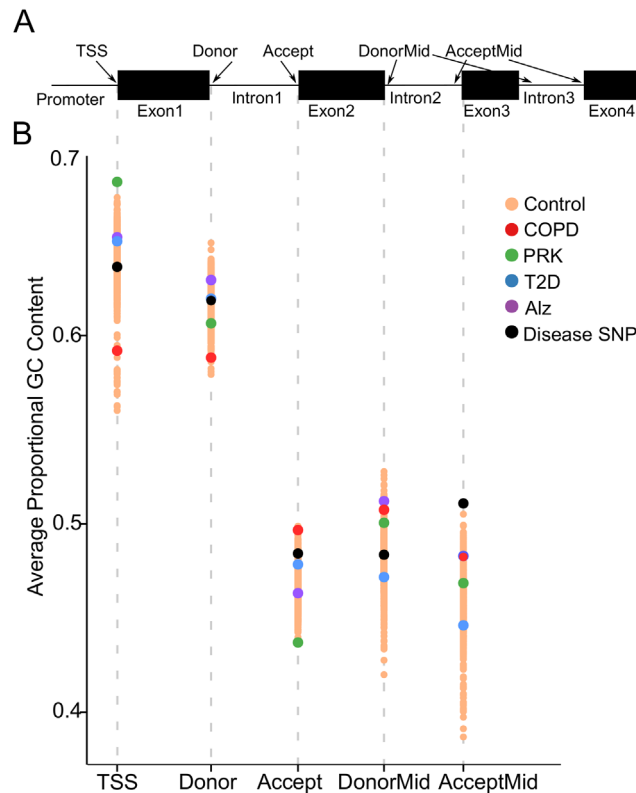 A
TSS Donor Accept DonorMid AcceptMid
Promoter Intron1 Intron2 Intron3
Exon1 Exon2 Exon3 Exon4
B
0.7
0.6
0.5
0.4
Average Proportional GC Content
Control
COPD
PRK
T2D
Alz
Disease SNP
TSS Donor Accept DonorMid AcceptMid